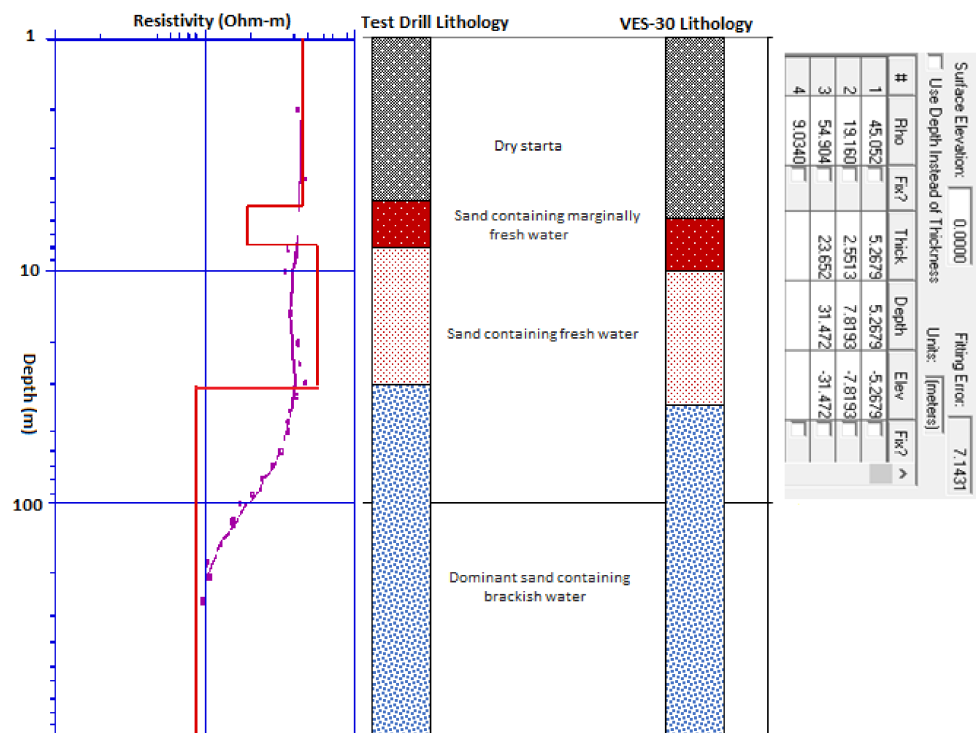 Resistivity (Ohm-m)
Test Drill Lithology
VES-30 Lithology
1
10
100
Depth (m)
Dry starta
Sand containing marginally
fresh water
Sand containing fresh water
Dominant sand containing
brackish water
Surface Elevation: 0.0000 Fitting Error: 7.1431
Use Depth Instead of Thickness Units: (meters)
# Rho Fix? Thick Depth Elev Fix? ^
1 45.052 5.2679 5.2679 -5.2679
2 19.160 2.5513 7.8193 -7.8193
3 54.904 23.652 31.472 -31.472
4 9.0340